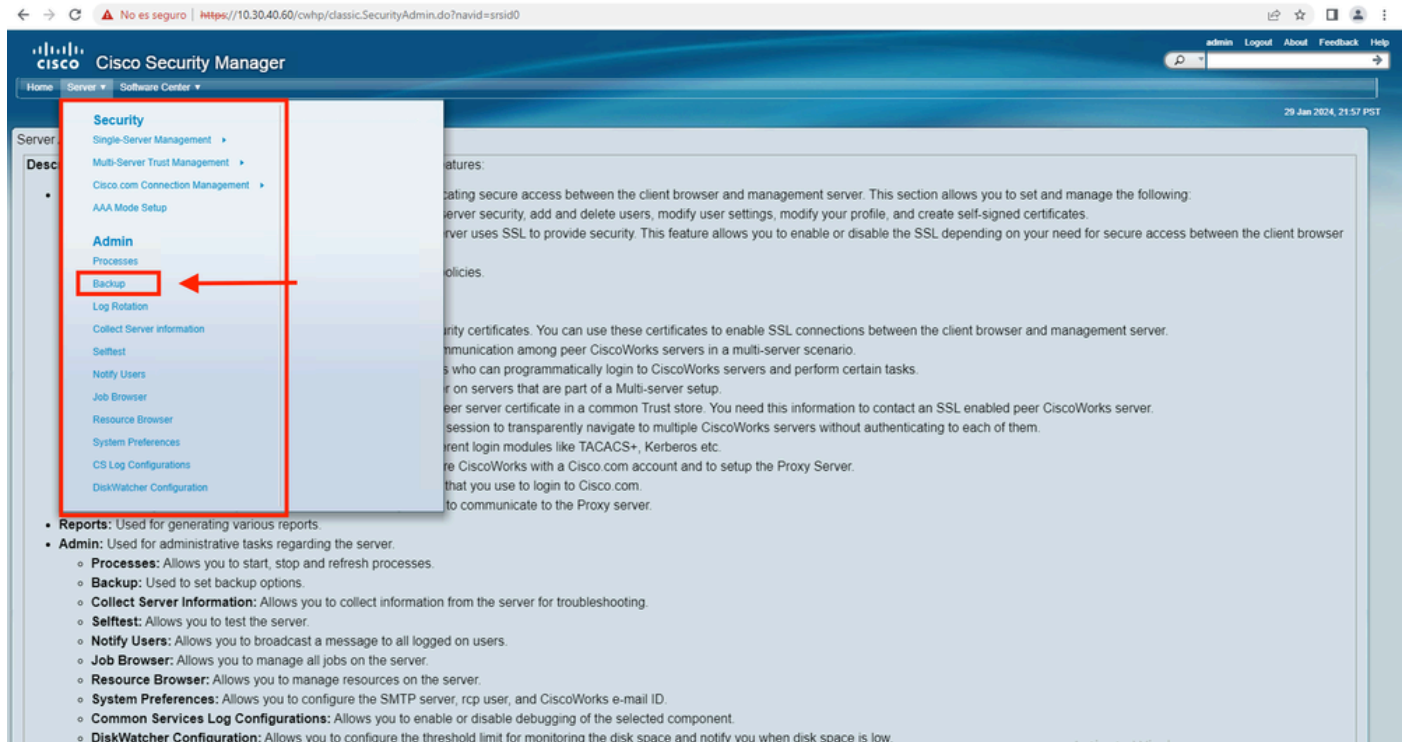 No es seguro | https://10.30.40.60/cwhp/classic.SecurityAdmin.do?navid=srsid0
admin Logout About Feedback Help
cisco Cisco Security Manager
Home Server Software Center
29 Jan 2024, 21:57 PST
Security
Single-Server Management
Multi-Server Trust Management
Cisco.com Connection Management
AAA Mode Setup
Admin
Processes
Backup
Log Rotation
Collect Server information
Selftest
Notify Users
Job Browser
Resource Browser
System Preferences
CS Log Configurations
DiskWatcher Configuration
Server
Desc
atures:
cating secure access between the client browser and management server. This section allows you to set and manage the following:
erver security, add and delete users, modify user settings, modify your profile, and create self-signed certificates.
rver uses SSL to provide security. This feature allows you to enable or disable the SSL depending on your need for secure access between the client browser
olicies.
urity certificates. You can use these certificates to enable SSL connections between the client browser and management server.
mmunication among peer CiscoWorks servers in a multi-server scenario.
s who can programmatically login to CiscoWorks servers and perform certain tasks.
r on servers that are part of a Multi-server setup.
eer server certificate in a common Trust store. You need this information to contact an SSL enabled peer CiscoWorks server.
session to transparently navigate to multiple CiscoWorks servers without authenticating to each of them.
erent login modules like TACACS+, Kerberos etc.
re CiscoWorks with a Cisco.com account and to setup the Proxy Server.
that you use to login to Cisco.com.
to communicate to the Proxy server.
• Reports: Used for generating various reports.
• Admin: Used for administrative tasks regarding the server.
◦ Processes: Allows you to start, stop and refresh processes.
◦ Backup: Used to set backup options.
◦ Collect Server Information: Allows you to collect information from the server for troubleshooting.
◦ Selftest: Allows you to test the server.
◦ Notify Users: Allows you to broadcast a message to all logged on users.
◦ Job Browser: Allows you to manage all jobs on the server.
◦ Resource Browser: Allows you to manage resources on the server.
◦ System Preferences: Allows you to configure the SMTP server, rcp user, and CiscoWorks e-mail ID.
◦ Common Services Log Configurations: Allows you to enable or disable debugging of the selected component.
◦ DiskWatcher Configuration: Allows you to configure the threshold limit for monitoring the disk space and notify you when disk space is low.